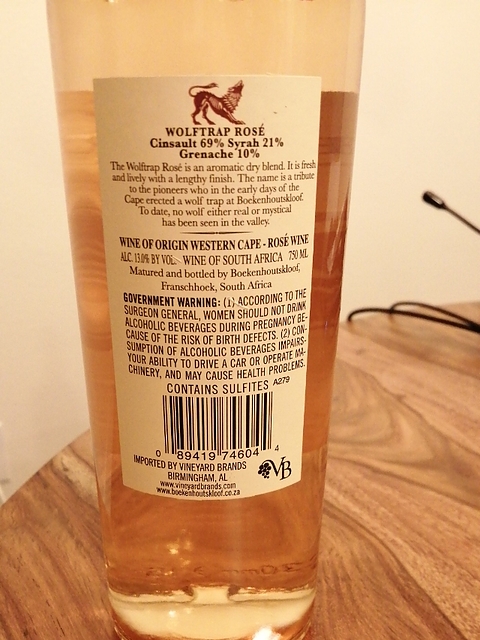 WOLFTRAP ROSÉ
Cinsault 69% Syrah 21%
Grenache 10%
The Wolftrap Rosé is an aromatic dry blend. It is fresh
and lively with a lengthy finish. The name is a tribute
to the pioneers who in the early days of the
Cape erected a wolf trap at Boekenhoutskloof.
To date, no wolf either real or mystical
has been seen in the valley.
WINE OF ORIGIN WESTERN CAPE - ROSÉ WINE
ALC. 13.0% BY VOL. WINE OF SOUTH AFRICA 750 ML
Matured and bottled by Boekenhoutskloof,
Franschhoek, South Africa
GOVERNMENT WARNING: (1) ACCORDING TO THE
SURGEON GENERAL, WOMEN SHOULD NOT DRINK
ALCOHOLIC BEVERAGES DURING PREGNANCY BE-
CAUSE OF THE RISK OF BIRTH DEFECTS. (2) CON-
SUMPTION OF ALCOHOLIC BEVERAGES IMPAIRS
YOUR ABILITY TO DRIVE A CAR OR OPERATE MA-
CHINERY, AND MAY CAUSE HEALTH PROBLEMS.
CONTAINS SULFITES A279
0 89419 74604 4
IMPORTED BY VINEYARD BRANDS
BIRMINGHAM, AL
www.vineyardbrands.com
www.boekenhoutskloof.co.za
VB